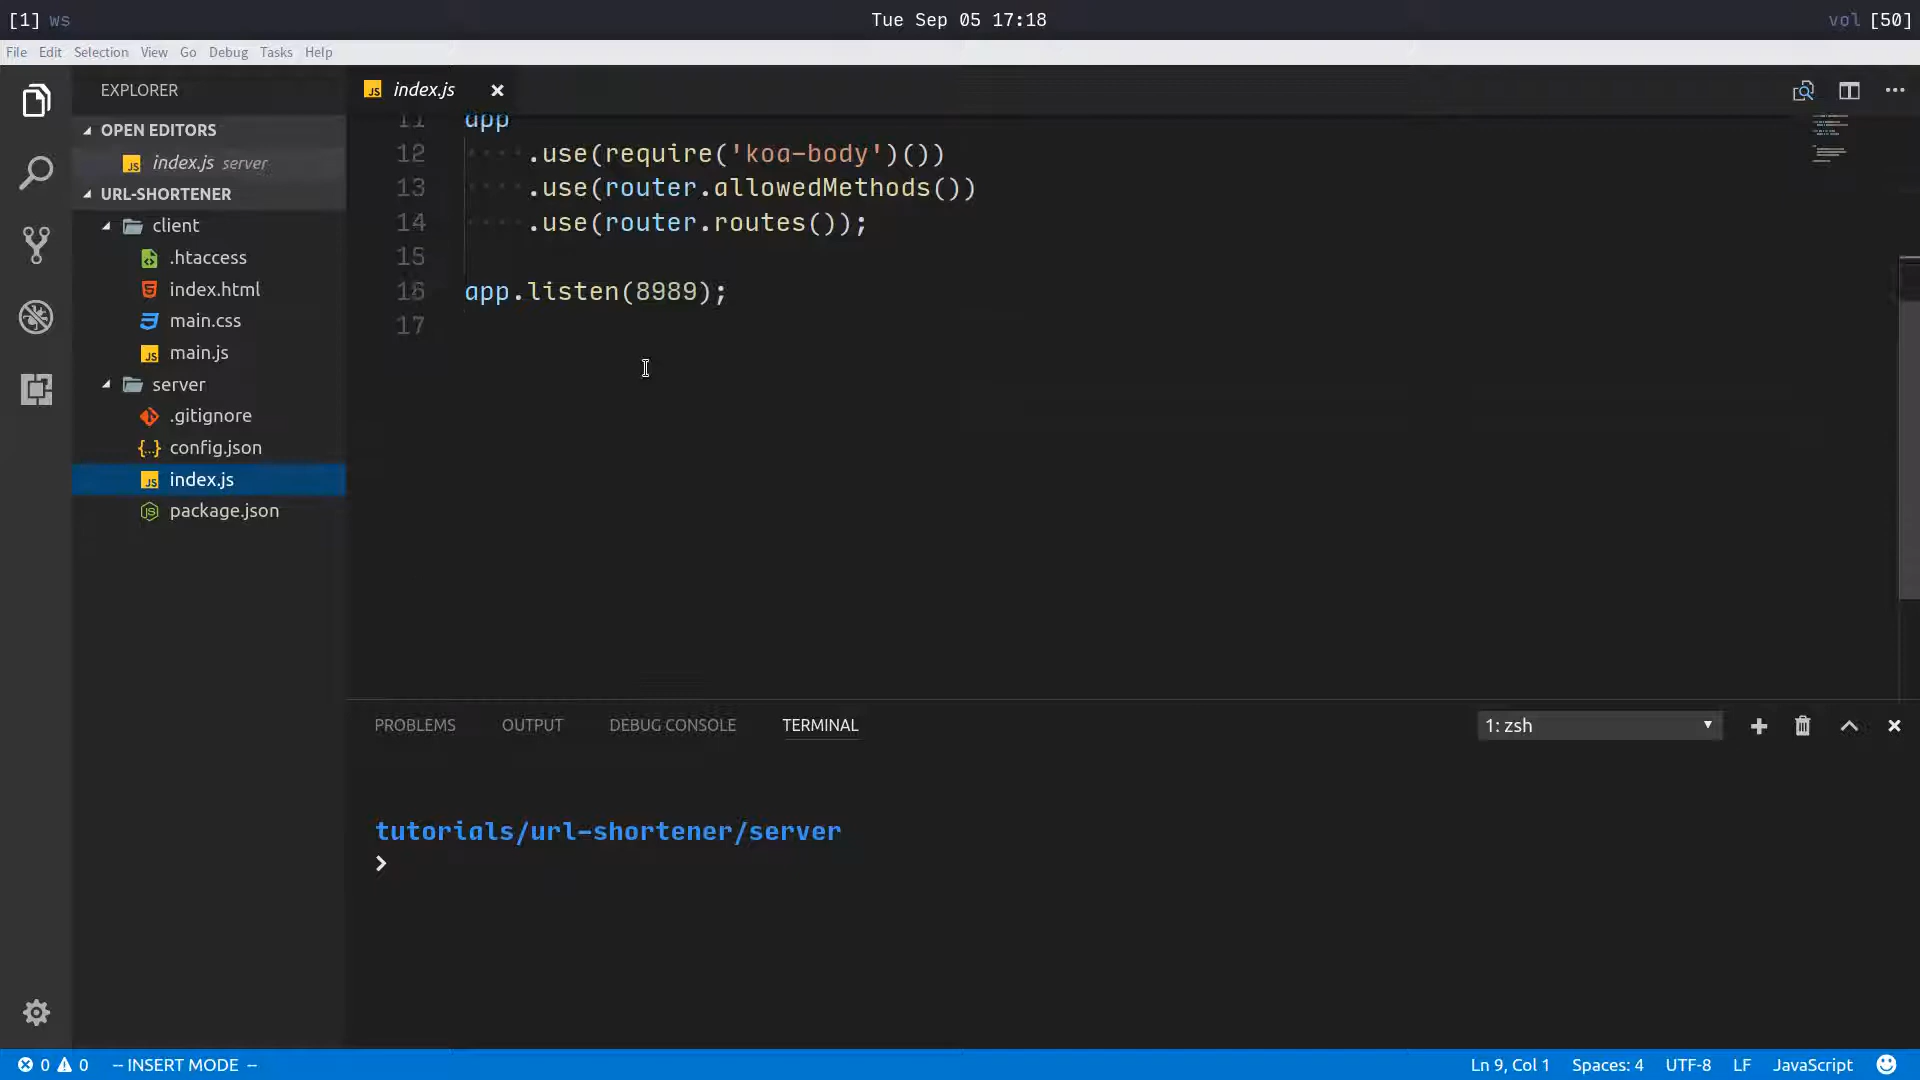 [1] ws
Tue Sep 05 17:18
vol [50]
File Edit Selection View Go Debug Tasks Help
EXPLORER
OPEN EDITORS
index.js server
URL-SHORTENER
client
.htaccess
index.html
main.css
main.js
server
.gitignore
config.json
index.js
package.json
index.js
11 app
12 ····.use(require('koa-body')())
13 ····.use(router.allowedMethods())
14 ····.use(router.routes());
15
16 app.listen(8989);
17
PROBLEMS OUTPUT DEBUG CONSOLE TERMINAL
1: zsh
tutorials/url-shortener/server
❯
0 0 -- INSERT MODE --
Ln 9, Col 1 Spaces: 4 UTF-8 LF JavaScript